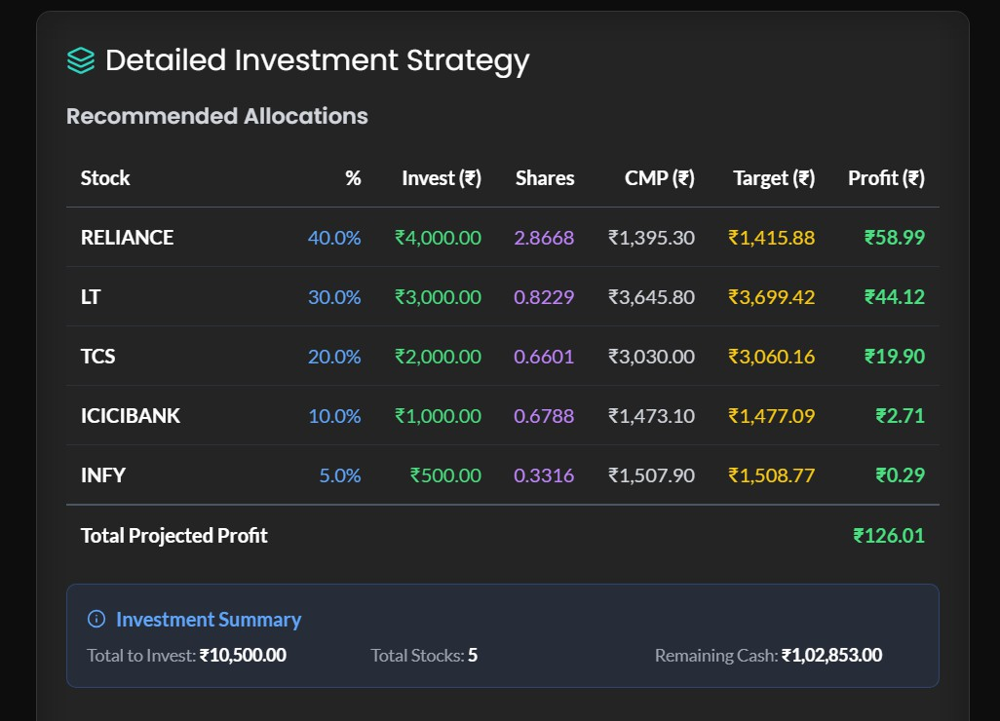 Detailed Investment Strategy
Recommended Allocations
Stock % Invest (₹) Shares CMP (₹) Target (₹) Profit (₹)
RELIANCE 40.0% ₹4,000.00 2.8668 ₹1,395.30 ₹1,415.88 ₹58.99
LT 30.0% ₹3,000.00 0.8229 ₹3,645.80 ₹3,699.42 ₹44.12
TCS 20.0% ₹2,000.00 0.6601 ₹3,030.00 ₹3,060.16 ₹19.90
ICICIBANK 10.0% ₹1,000.00 0.6788 ₹1,473.10 ₹1,477.09 ₹2.71
INFY 5.0% ₹500.00 0.3316 ₹1,507.90 ₹1,508.77 ₹0.29
Total Projected Profit ₹126.01
Investment Summary
Total to Invest: ₹10,500.00 Total Stocks: 5 Remaining Cash: ₹1,02,853.00